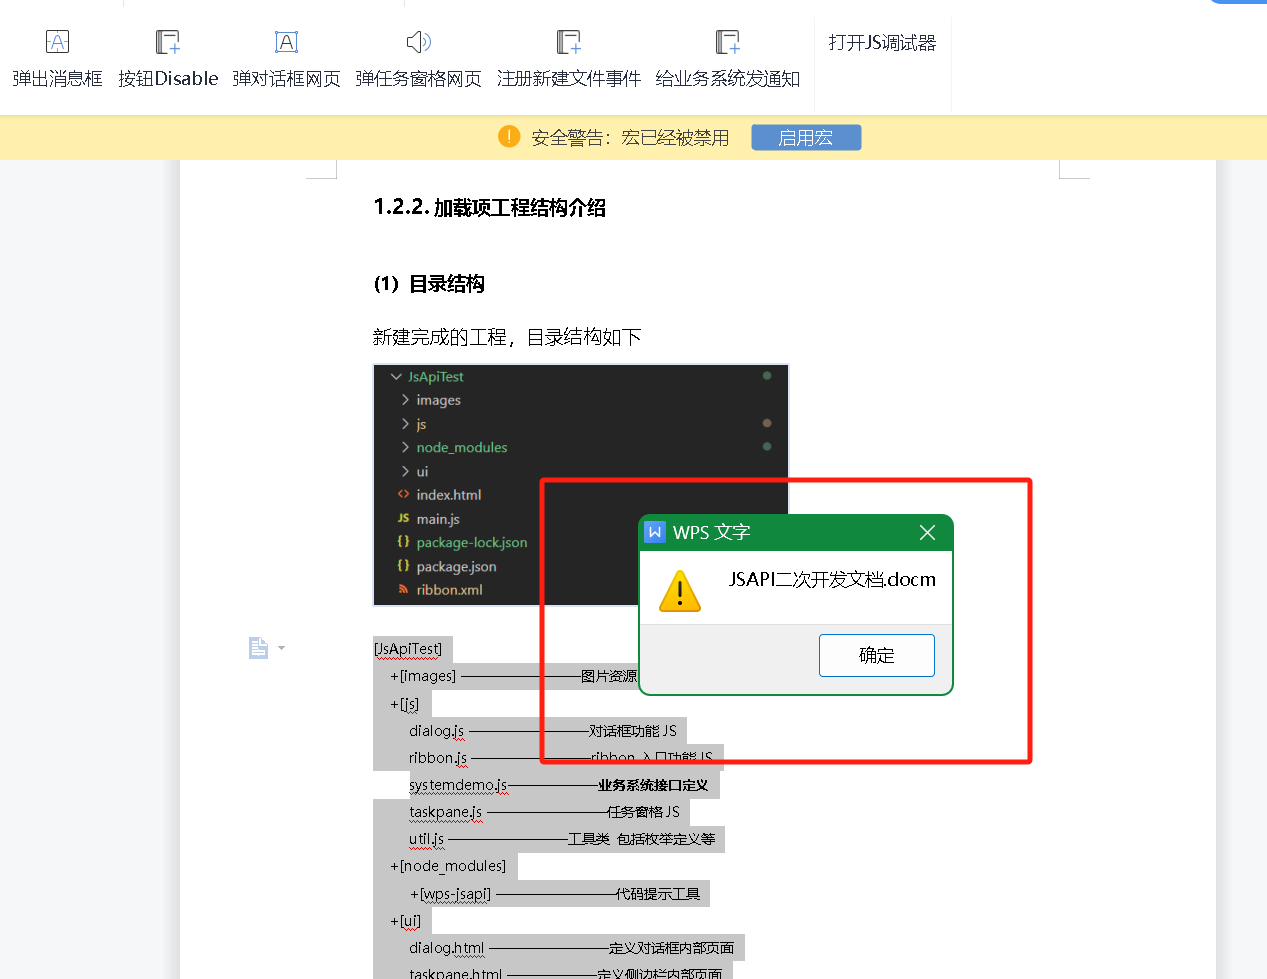 弹出消息框 按钮Disable 弹对话框网页 弹任务窗格网页 注册新建文件事件 给业务系统发通知 打开JS调试器
安全警告：宏已经被禁用 启用宏
1.2.2. 加载项工程结构介绍
(1) 目录结构
新建完成的工程，目录结构如下
JsApiTest
images
js
node_modules
ui
index.html
JS main.js
{} package-lock.json
{} package.json
ribbon.xml
WPS 文字
JSAPI二次开发文档.docm
确定
[JsApiTest]
+[images] ————————图片资源
+[js]
dialog.js ————————对话框功能 JS
ribbon.js ————————ribbon 入口功能 JS
systemdemo.js——————业务系统接口定义
taskpane.js ————————任务窗格 JS
util.js ————————工具类 包括枚举定义等
+[node_modules]
+[wps-jsapi] ————————代码提示工具
+[ui]
dialog.html ————————定义对话框内部页面
taskpane.html ——————定义侧边栏内部页面